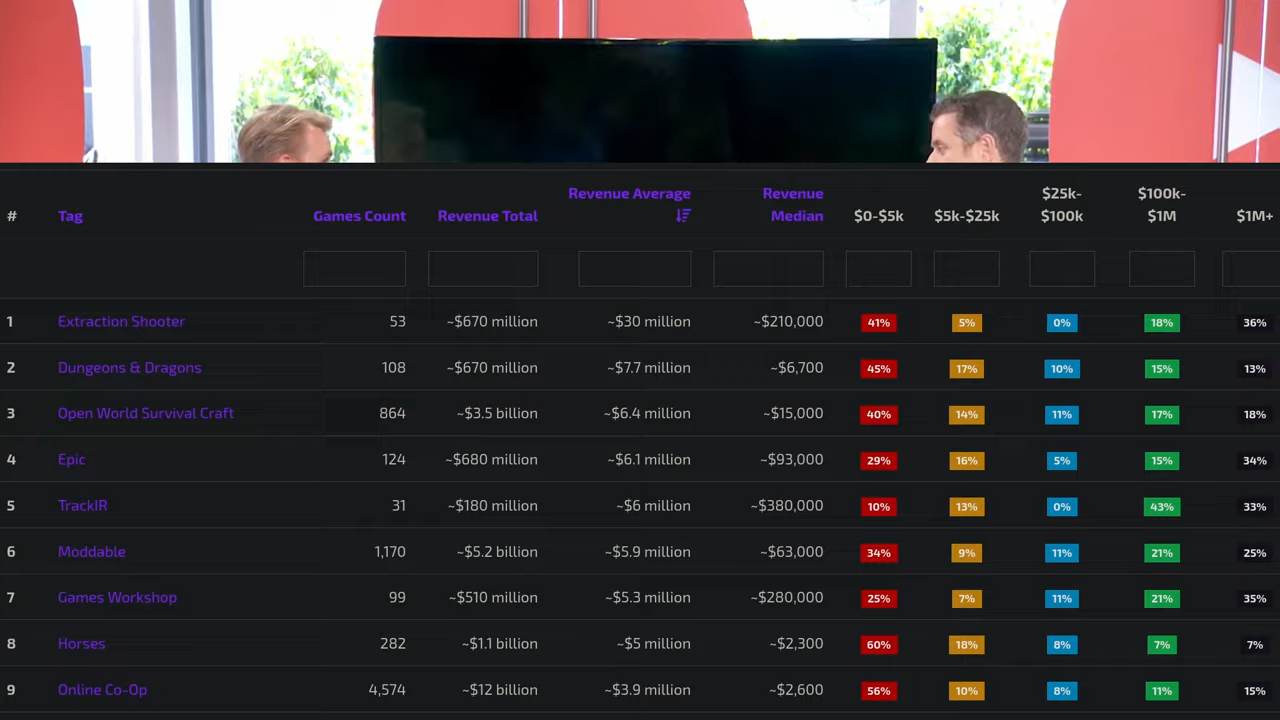 # Tag Games Count Revenue Total Revenue Average Revenue Median $0-$5k $5k-$25k $25k-$100k $100k-$1M $1M+
1 Extraction Shooter 53 ~$670 million ~$30 million ~$210,000 41% 5% 0% 18% 36%
2 Dungeons & Dragons 108 ~$670 million ~$7.7 million ~$6,700 45% 17% 10% 15% 13%
3 Open World Survival Craft 864 ~$3.5 billion ~$6.4 million ~$15,000 40% 14% 11% 17% 18%
4 Epic 124 ~$680 million ~$6.1 million ~$93,000 29% 16% 5% 15% 34%
5 TrackIR 31 ~$180 million ~$6 million ~$380,000 10% 13% 0% 43% 33%
6 Moddable 1,170 ~$5.2 billion ~$5.9 million ~$63,000 34% 9% 11% 21% 25%
7 Games Workshop 99 ~$510 million ~$5.3 million ~$280,000 25% 7% 11% 21% 35%
8 Horses 282 ~$1.1 billion ~$5 million ~$2,300 60% 18% 8% 7% 7%
9 Online Co-Op 4,574 ~$12 billion ~$3.9 million ~$2,600 56% 10% 8% 11% 15%